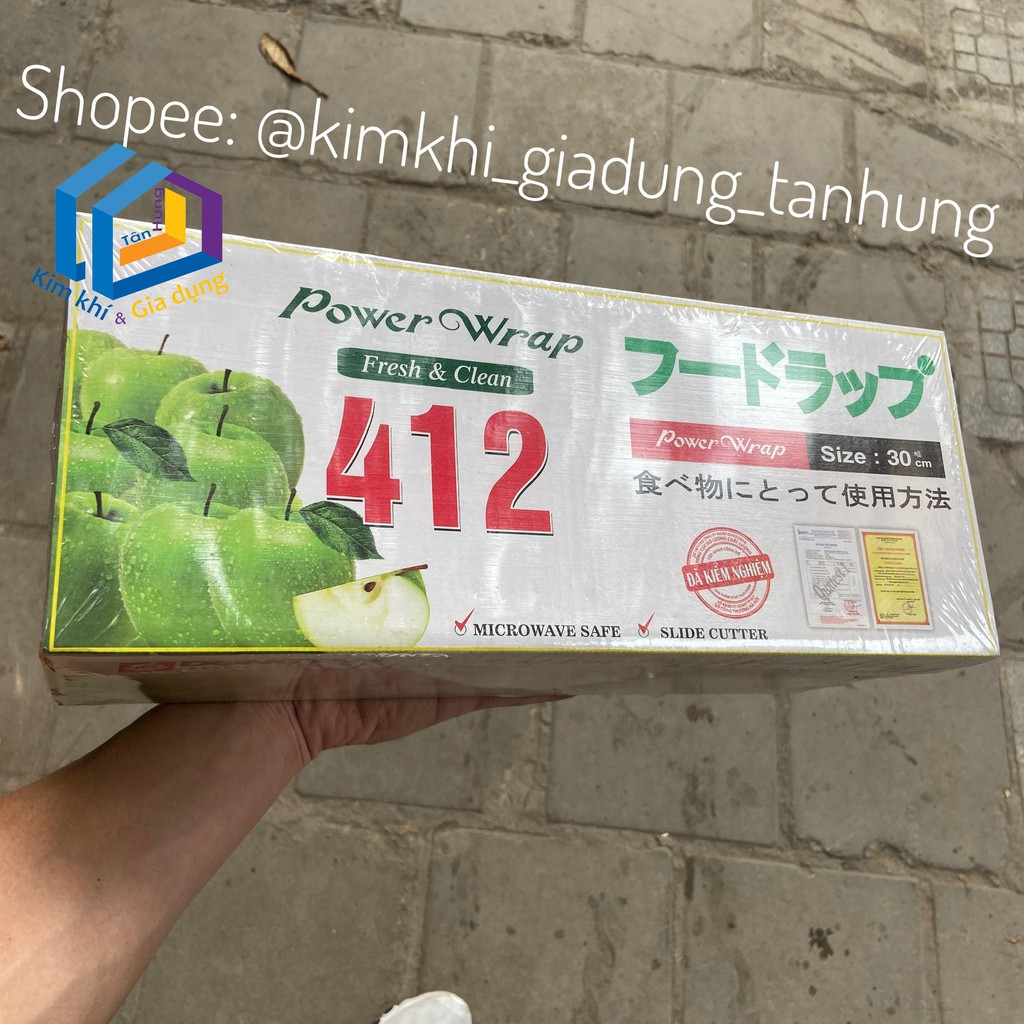 Shopee: @kimkhi_giadung_tanhung
Tân
Hưng
Kim khí & Gia dụng
Power Wrap
Fresh & Clean
412
フードラップ
Power Wrap
Size : 30 幅 cm
食べ物にとって使用方法
ĐÃ KIỂM NGHIỆM
MICROWAVE SAFE
SLIDE CUTTER